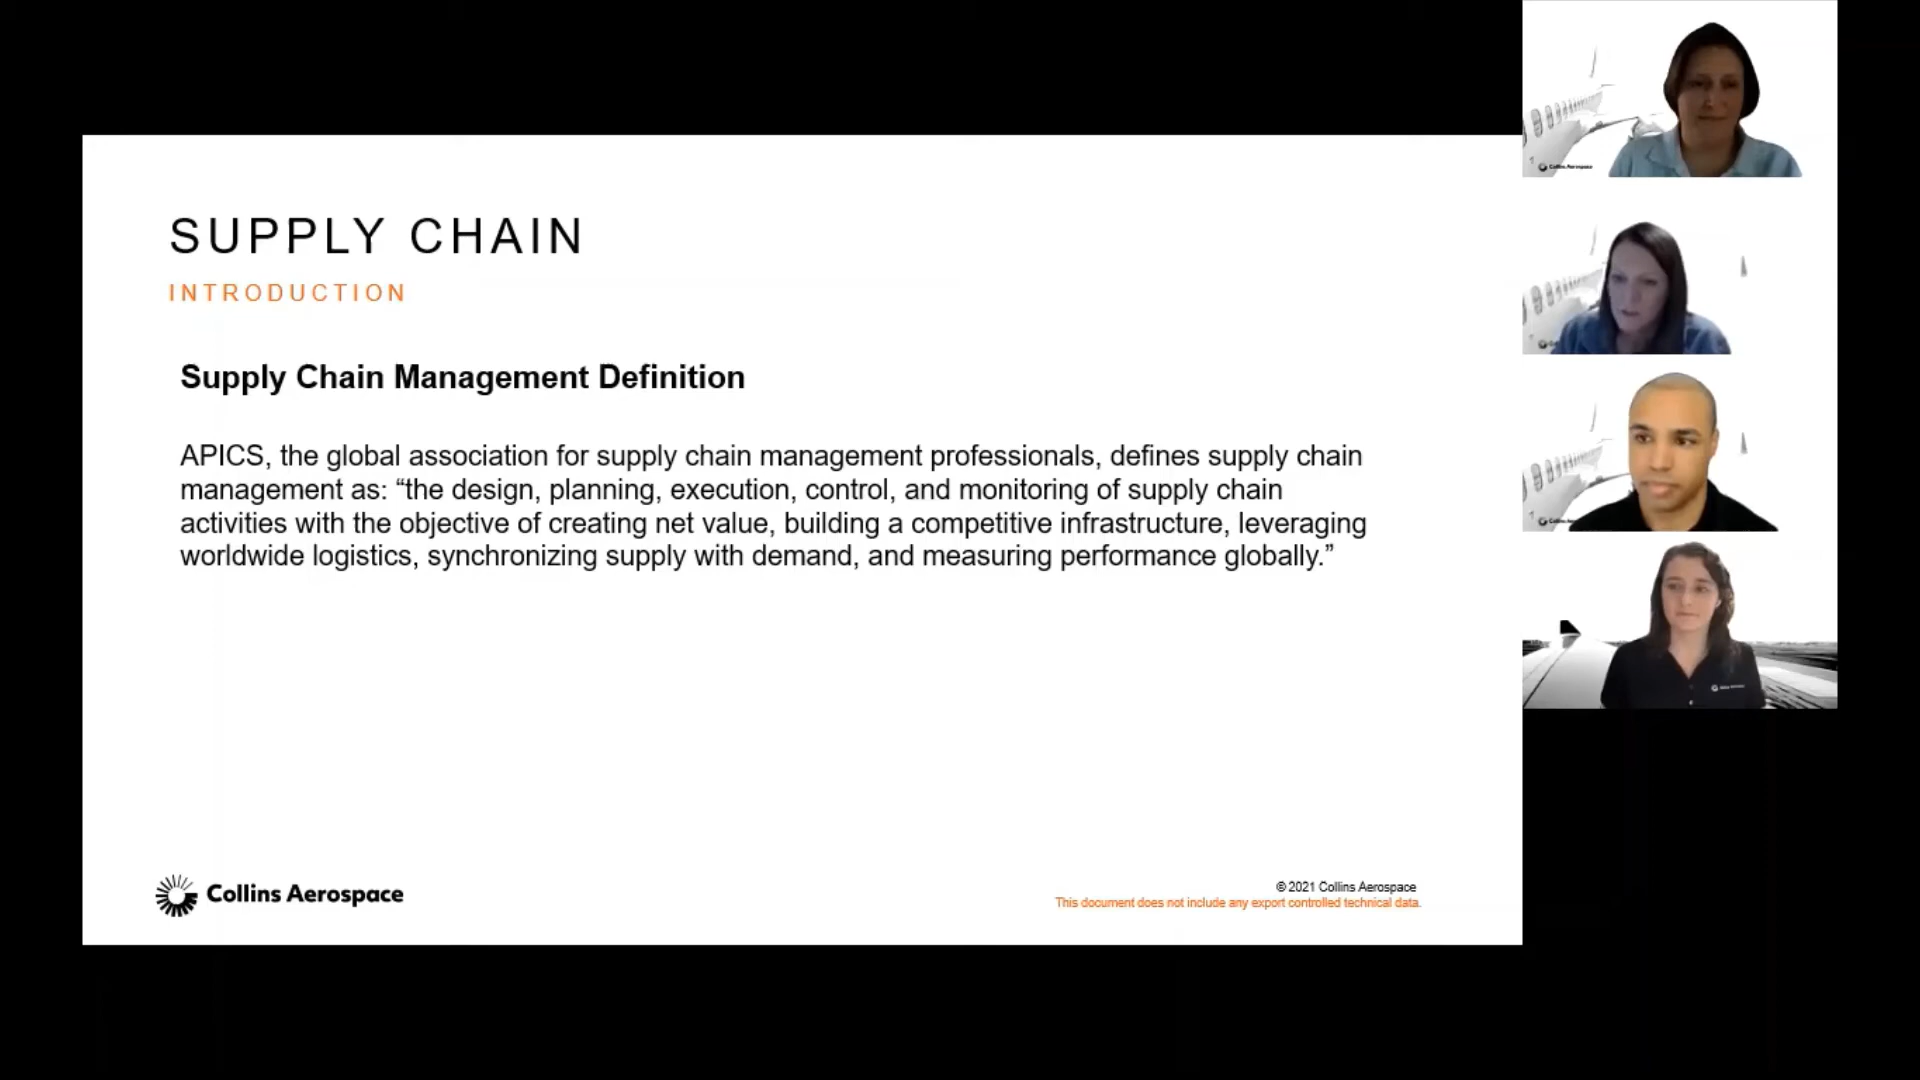 SUPPLY CHAIN
INTRODUCTION
Supply Chain Management Definition
APICS, the global association for supply chain management professionals, defines supply chain
management as: “the design, planning, execution, control, and monitoring of supply chain
activities with the objective of creating net value, building a competitive infrastructure, leveraging
worldwide logistics, synchronizing supply with demand, and measuring performance globally.”
Collins Aerospace
© 2021 Collins Aerospace
This document does not include any export controlled technical data.
Collins Aerospace